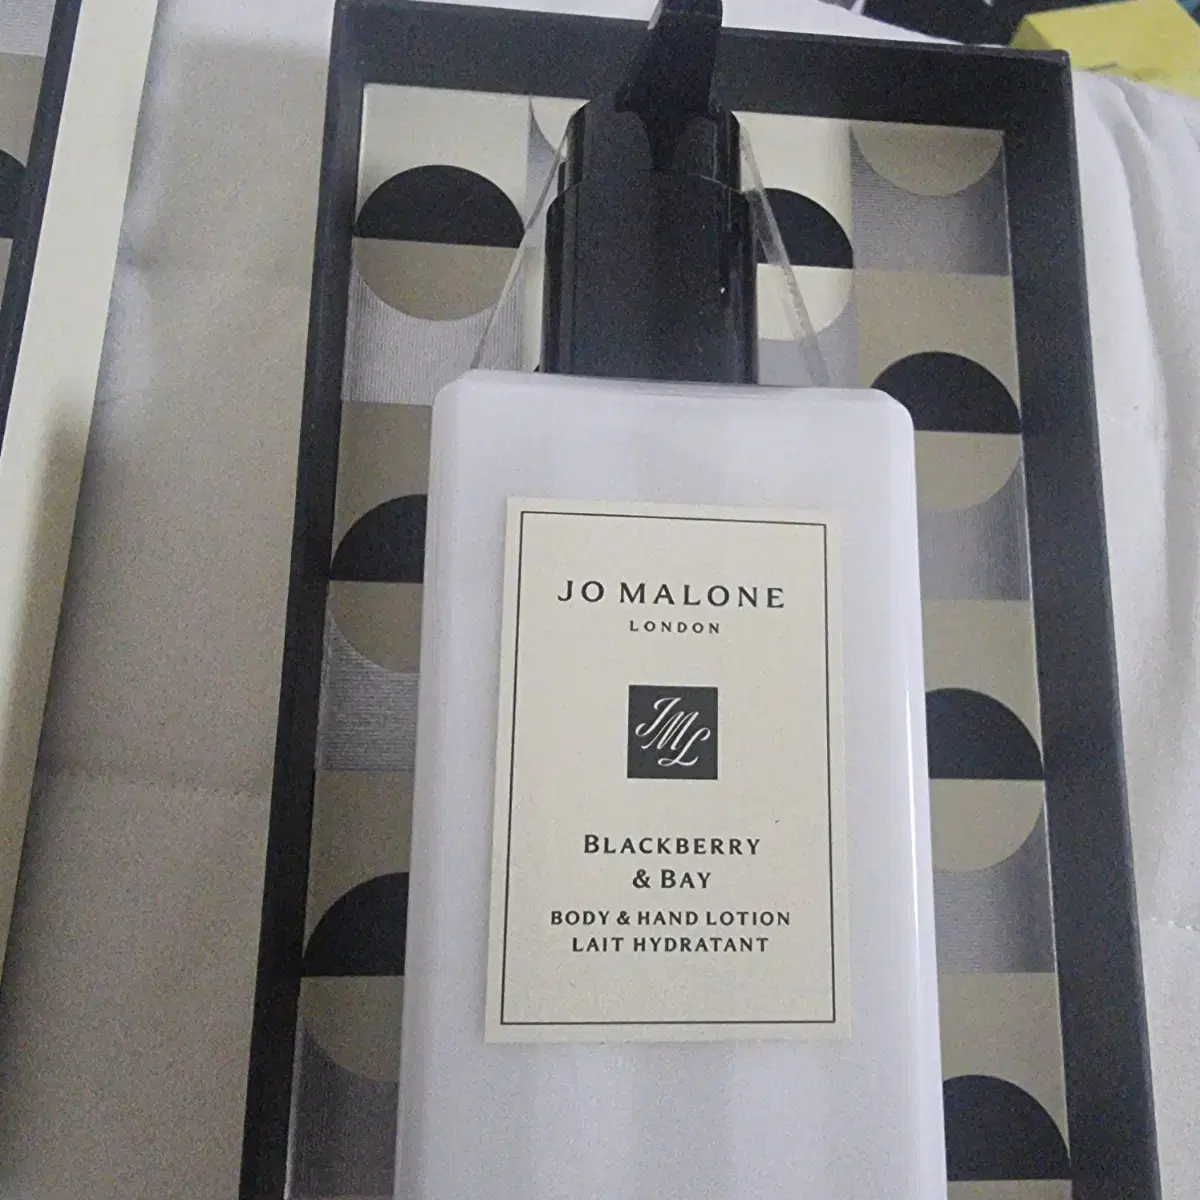 JO MALONE
LONDON
JML
BLACKBERRY
& BAY
BODY & HAND LOTION
LAIT HYDRATANT